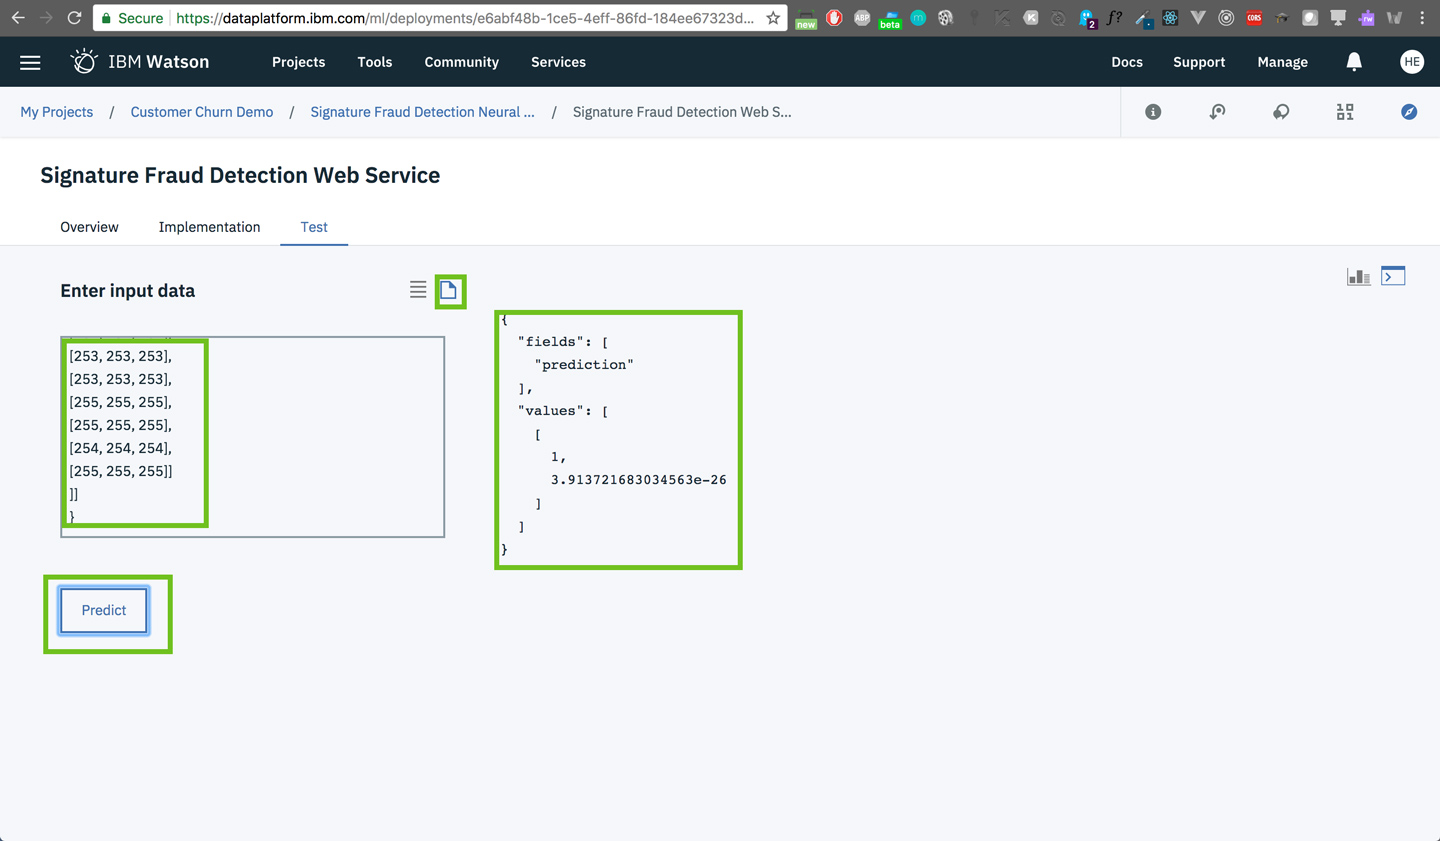 Secure
https://dataplatform.ibm.com/ml/deployments/e6abf48b-1ce5-4eff-86fd-184ee67323d...
new
ABP
beta
m
K
2
f?
CORS
rw
IBM Watson
Projects
Tools
Community
Services
Docs
Support
Manage
HE
My Projects / Customer Churn Demo / Signature Fraud Detection Neural ... / Signature Fraud Detection Web S...
Signature Fraud Detection Web Service
Overview
Implementation
Test
Enter input data
[253, 253, 253],
[253, 253, 253],
[255, 255, 255],
[255, 255, 255],
[254, 254, 254],
[255, 255, 255]]
]]
}
Predict
{
"fields": [
"prediction"
],
"values": [
[
1,
3.913721683034563e-26
]
]
}